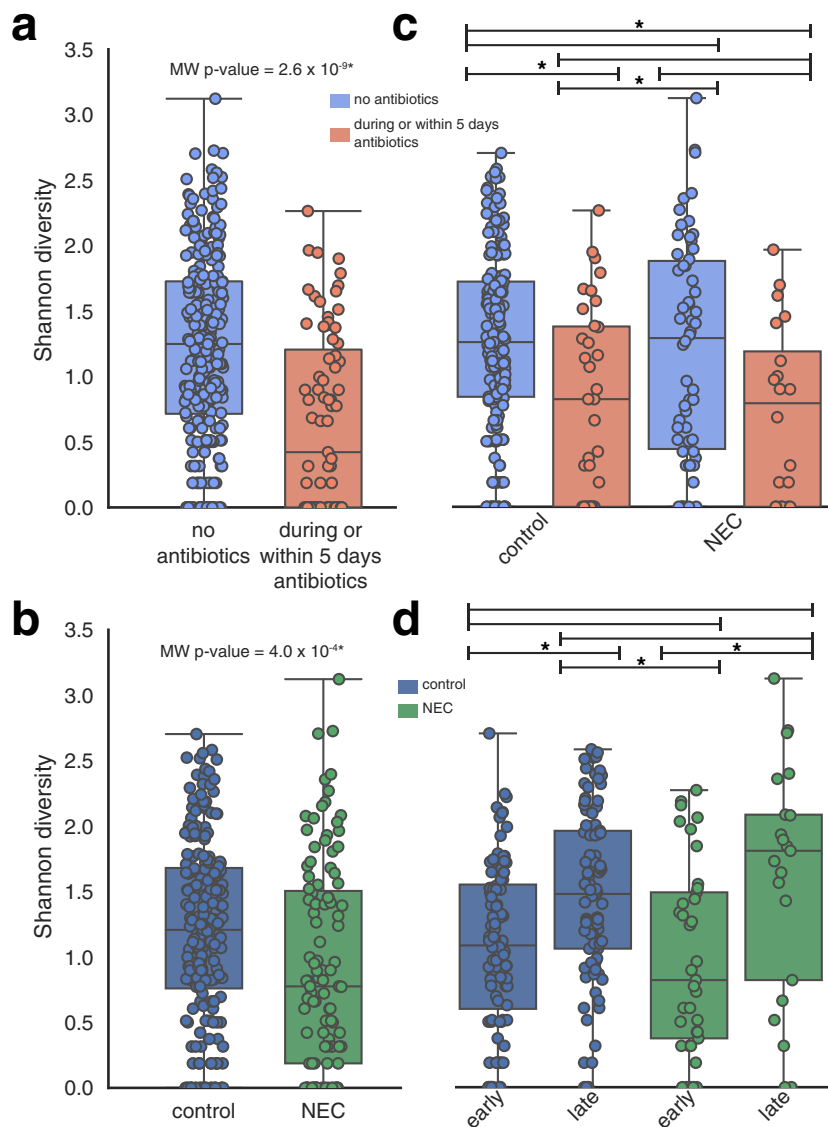 a
MW p-value = 2.6 x 10-9*
Shannon diversity
3.5
3.0
2.5
2.0
1.5
1.0
0.5
0.0
no
antibiotics
during or
within 5 days
antibiotics
c
*
*
*
no antibiotics
during or within 5 days
antibiotics
control
NEC
b
MW p-value = 4.0 x 10-4*
Shannon diversity
3.5
3.0
2.5
2.0
1.5
1.0
0.5
0.0
control
NEC
d
*
*
*
control
NEC
early
late
early
late